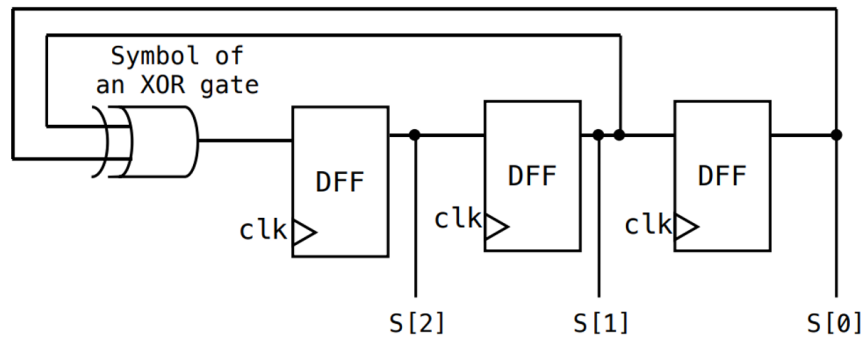 Symbol of
an XOR gate
DFF
clk
DFF
clk
DFF
clk
S[2]
S[1]
S[0]